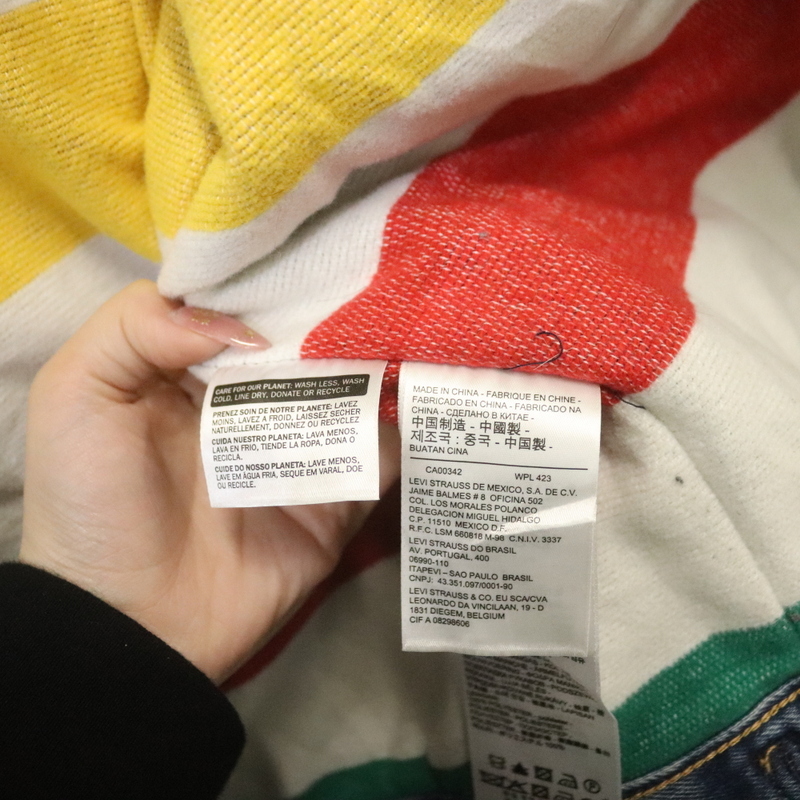 CARE FOR OUR PLANET: WASH LESS, WASH
COLD, LINE DRY, DONATE OR RECYCLE
PRENEZ SOIN DE NOTRE PLANETE: LAVEZ
MOINS, LAVEZ A FROID, LAISSEZ SECHER
NATURELLEMENT, DONNEZ OU RECYCLEZ
CUIDA NUESTRO PLANETA: LAVA MENOS,
LAVA EN FRIO, TIENDE LA ROPA, DONA O
RECICLA.
CUIDE DO NOSSO PLANETA: LAVE MENOS,
LAVE EM ÁGUA FRIA, SEQUE EM VARAL, DOE
OU RECICLE.
MADE IN CHINA - FABRIQUE EN CHINE -
FABRICADO EN CHINA - FABRICADO NA
CHINA - СДЕЛАНО В КИТАЕ -
中国制造 - 中國製 -
제조국 : 중국 - 中国製 -
BUATAN CINA
CA00342 WPL 423
LEVI STRAUSS DE MEXICO, S.A. DE C.V.
JAIME BALMES # 8 OFICINA 502
COL. LOS MORALES POLANCO
DELEGACION MIGUEL HIDALGO
C.P. 11510 MEXICO D.F.
R.F.C. LSM 660818 M-98 C.N.I.V. 3337
LEVI STRAUSS DO BRASIL
AV. PORTUGAL, 400
06990-110
ITAPEVI – SAO PAULO BRASIL
CNPJ: 43.351.097/0001-90
LEVI STRAUSS & CO. EU SCA/CVA
LEONARDO DA VINCILAAN, 19 - D
1831 DIEGEM, BELGIUM
CIF A 08298606